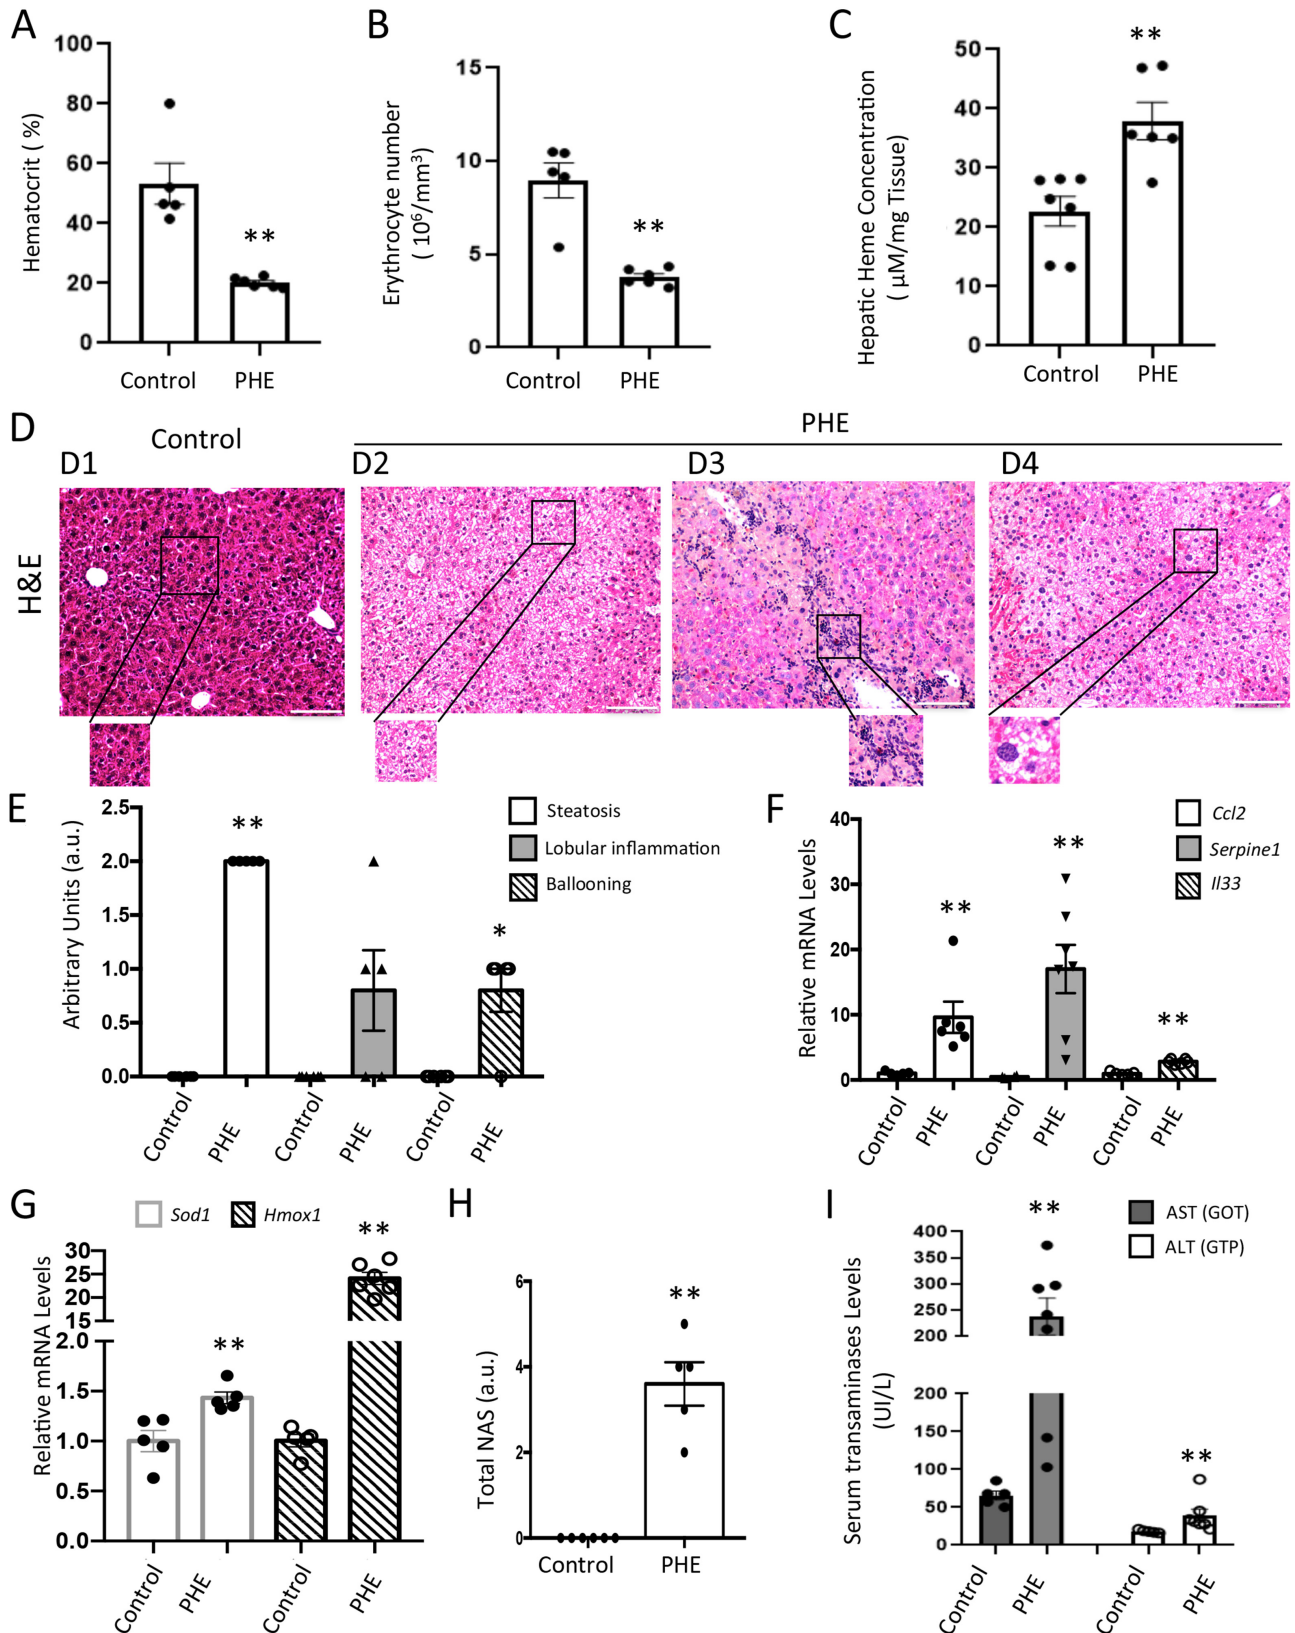 A
B
C
100
80
60
40
20
0
Hematocrit ( %)
**
Control
PHE
15
10
5
0
Erythrocyte number
( 10⁶/mm³)
**
Control
PHE
50
40
30
20
10
0
Hepatic Heme Concentration
( µM/mg Tissue)
**
Control
PHE
D
Control
PHE
D1
D2
D3
D4
H&E
E
2.5
2.0
1.0
0.5
0.0
Arbitrary Units (a.u.)
**
*
Steatosis
Lobular inflammation
Ballooning
Control
PHE
Control
PHE
Control
PHE
F
40
30
20
10
0
Relative mRNA Levels
**
**
**
Ccl2
Serpine1
Il33
Control
PHE
Control
PHE
Control
PHE
G
Sod1
Hmox1
30
25
20
15
2.0
1.5
1.0
0.5
0.0
Relative mRNA Levels
**
**
Control
PHE
Control
PHE
H
6
4
2
0
Total NAS (a.u.)
**
Control
PHE
I
AST (GOT)
ALT (GTP)
400
350
300
250
200
200
150
100
50
0
Serum transaminases Levels
(UI/L)
**
**
Control
PHE
Control
PHE